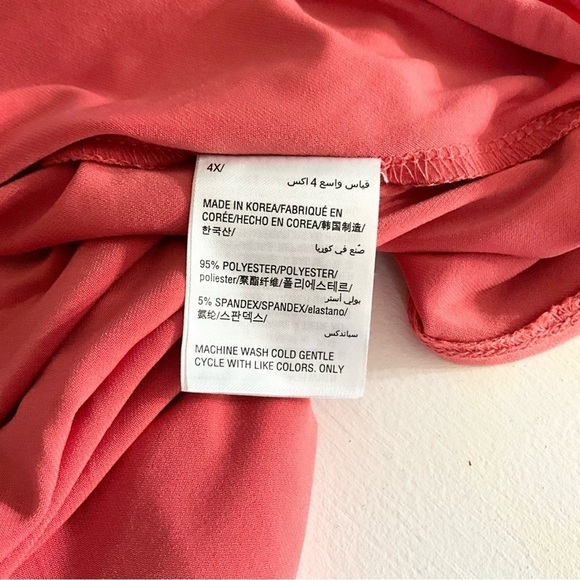 4X/
قياس واسع 4 اكس
MADE IN KOREA/FABRIQUÉ EN
CORÉE/HECHO EN COREA/韩国制造/
한국산/
صنع في كوريا
95% POLYESTER/POLYESTER/
poliester/聚酯纤维/폴리에스테르/
بولي أستر
5% SPANDEX/SPANDEX/elastano/
氨纶/스판덱스/
سباندكس
MACHINE WASH COLD GENTLE
CYCLE WITH LIKE COLORS. ONLY